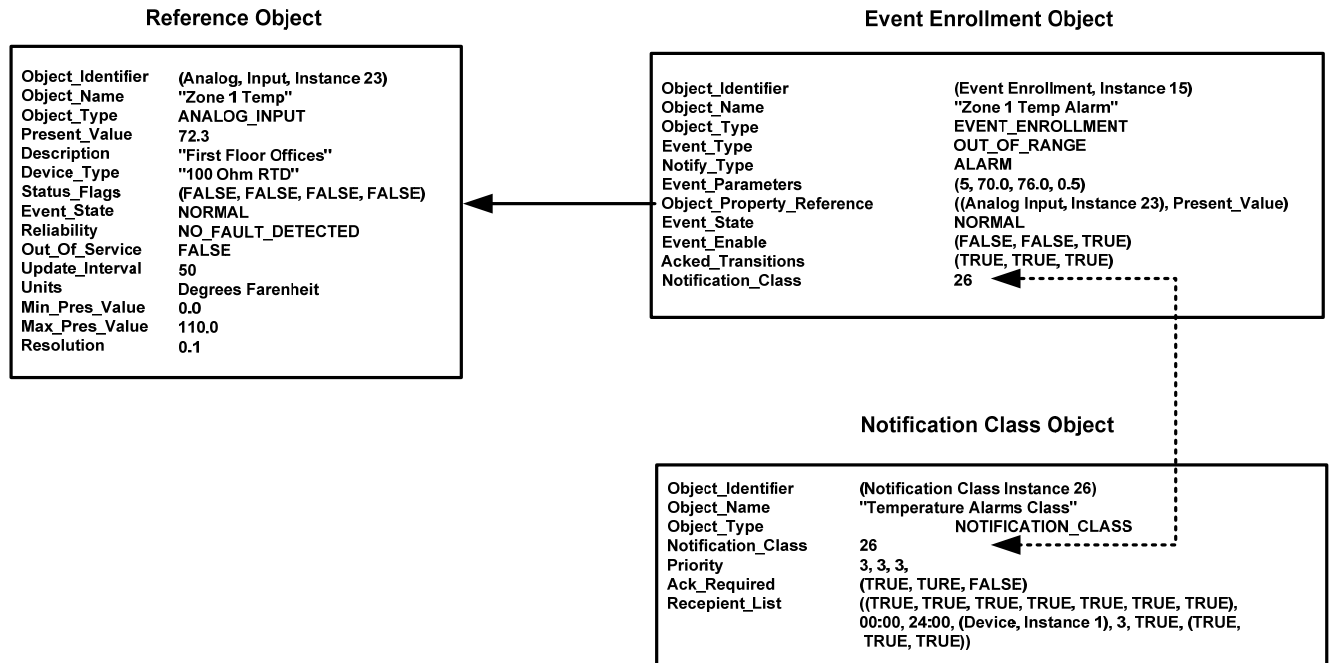 Reference Object
Object_Identifier (Analog, Input, Instance 23)
Object_Name "Zone 1 Temp"
Object_Type ANALOG_INPUT
Present_Value 72.3
Description "First Floor Offices"
Device_Type "100 Ohm RTD"
Status_Flags (FALSE, FALSE, FALSE, FALSE)
Event_State NORMAL
Reliability NO_FAULT_DETECTED
Out_Of_Service FALSE
Update_Interval 50
Units Degrees Farenheit
Min_Pres_Value 0.0
Max_Pres_Value 110.0
Resolution 0.1
Event Enrollment Object
Object_Identifier (Event Enrollment, Instance 15)
Object_Name "Zone 1 Temp Alarm"
Object_Type EVENT_ENROLLMENT
Event_Type OUT_OF_RANGE
Notify_Type ALARM
Event_Parameters (5, 70.0, 76.0, 0.5)
Object_Property_Reference ((Analog Input, Instance 23), Present_Value)
Event_State NORMAL
Event_Enable (FALSE, FALSE, TRUE)
Acked_Transitions (TRUE, TRUE, TRUE)
Notification_Class 26
Notification Class Object
Object_Identifier (Notification Class Instance 26)
Object_Name "Temperature Alarms Class"
Object_Type NOTIFICATION_CLASS
Notification_Class 26
Priority 3, 3, 3,
Ack_Required (TRUE, TURE, FALSE)
Recepient_List ((TRUE, TRUE, TRUE, TRUE, TRUE, TRUE, TRUE),
00:00, 24:00, (Device, Instance 1), 3, TRUE, (TRUE,
TRUE, TRUE))